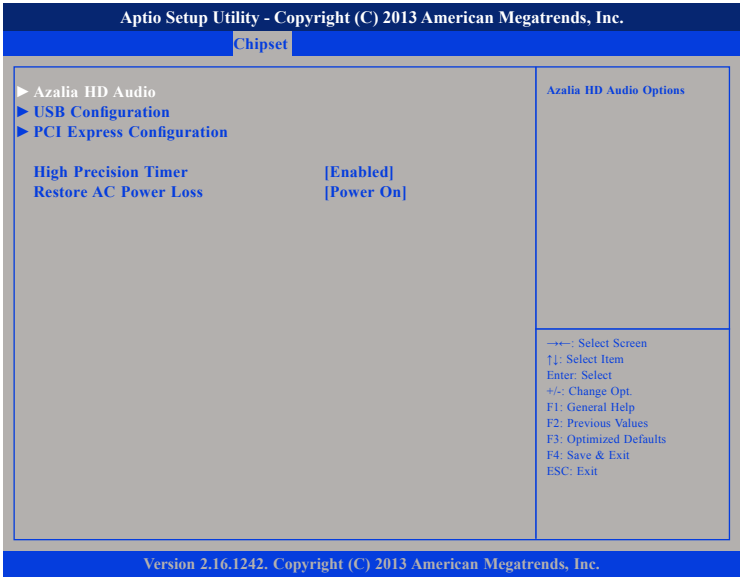 Aptio Setup Utility - Copyright (C) 2013 American Megatrends, Inc.
Chipset
► Azalia HD Audio
► USB Configuration
► PCI Express Configuration
High Precision Timer [Enabled]
Restore AC Power Loss [Power On]
Azalia HD Audio Options
→←: Select Screen
↑↓: Select Item
Enter: Select
+/-: Change Opt.
F1: General Help
F2: Previous Values
F3: Optimized Defaults
F4: Save & Exit
ESC: Exit
Version 2.16.1242. Copyright (C) 2013 American Megatrends, Inc.